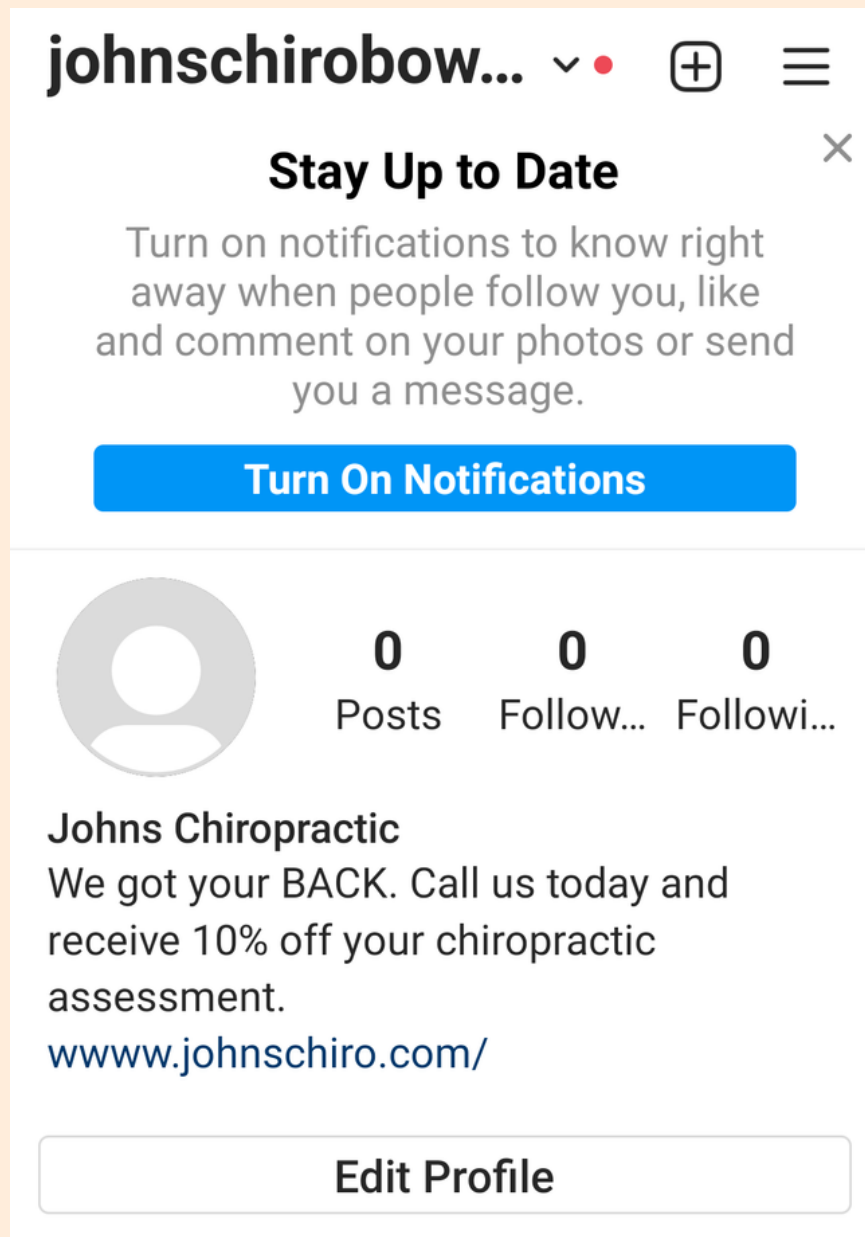 johnschirobow...
Stay Up to Date
Turn on notifications to know right
away when people follow you, like
and comment on your photos or send
you a message.
Turn On Notifications
0 0 0
Posts Follow... Followi...
Johns Chiropractic
We got your BACK. Call us today and
receive 10% off your chiropractic
assessment.
wwww.johnschiro.com/
Edit Profile